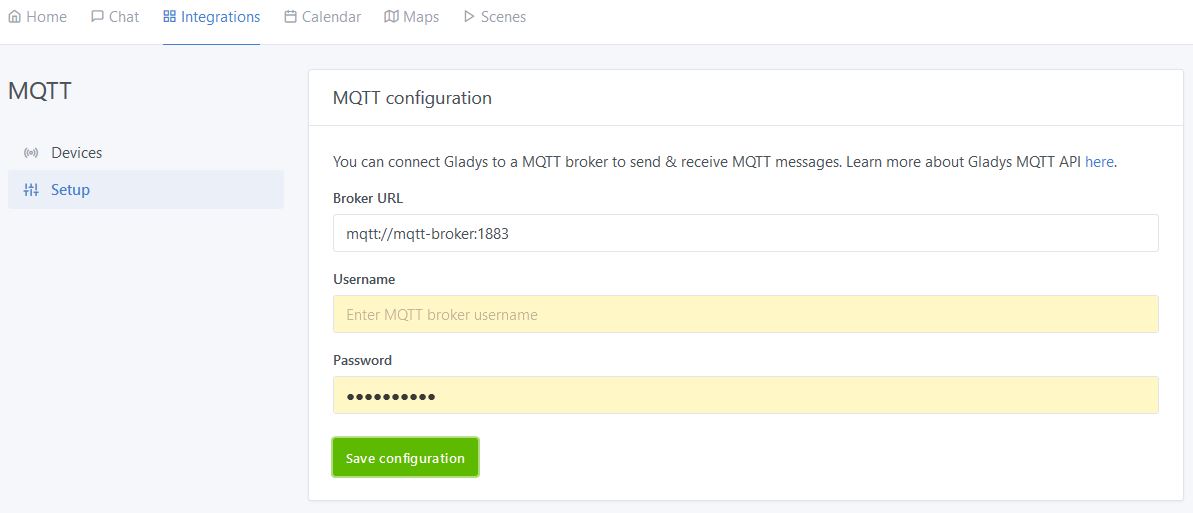 Home Chat Integrations Calendar Maps Scenes
MQTT
Devices
Setup
MQTT configuration
You can connect Gladys to a MQTT broker to send & receive MQTT messages. Learn more about Gladys MQTT API here.
Broker URL
mqtt://mqtt-broker:1883
Username
Enter MQTT broker username
Password
●●●●●●●●●●
Save configuration